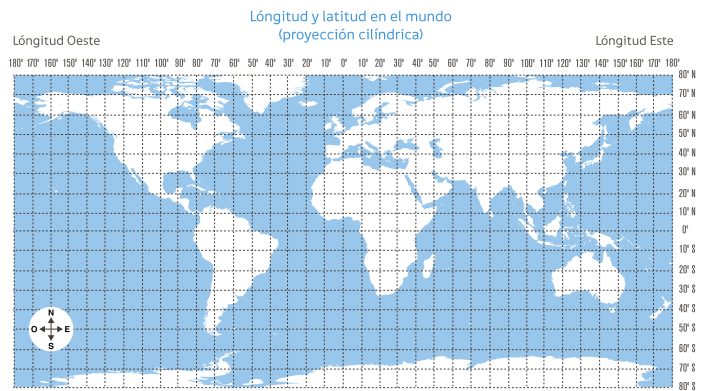 Lóngitud y latitud en el mundo
(proyección cilíndrica)
Lóngitud Oeste
Lóngitud Este
180° 170° 160° 150° 140° 130° 120° 110° 100° 90° 80° 70° 60° 50° 40° 30° 20° 10° 0° 10° 20° 30° 40° 50° 60° 70° 80° 90° 100° 110° 120° 130° 140° 150° 160° 170° 180°
80° N
70° N
60° N
50° N
40° N
30° N
20° N
10° N
0°
10° S
20° S
30° S
40° S
50° S
60° S
70° S
80° S
N
O E
S